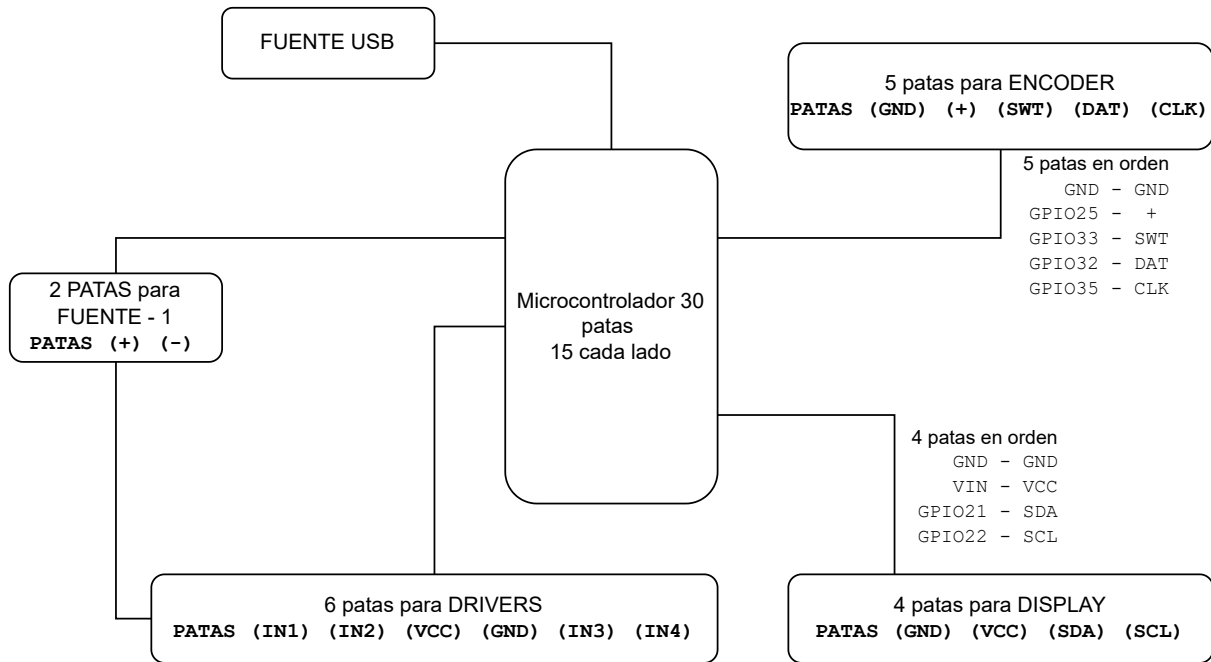 FUENTE USB
5 patas para ENCODER
PATAS (GND) (+) (SWT) (DAT) (CLK)
5 patas en orden
GND - GND
GPIO25 - +
GPIO33 - SWT
GPIO32 - DAT
GPIO35 - CLK
2 PATAS para
FUENTE - 1
PATAS (+) (-)
Microcontrolador 30
patas
15 cada lado
4 patas en orden
GND - GND
VIN - VCC
GPIO21 - SDA
GPIO22 - SCL
6 patas para DRIVERS
PATAS (IN1) (IN2) (VCC) (GND) (IN3) (IN4)
4 patas para DISPLAY
PATAS (GND) (VCC) (SDA) (SCL)